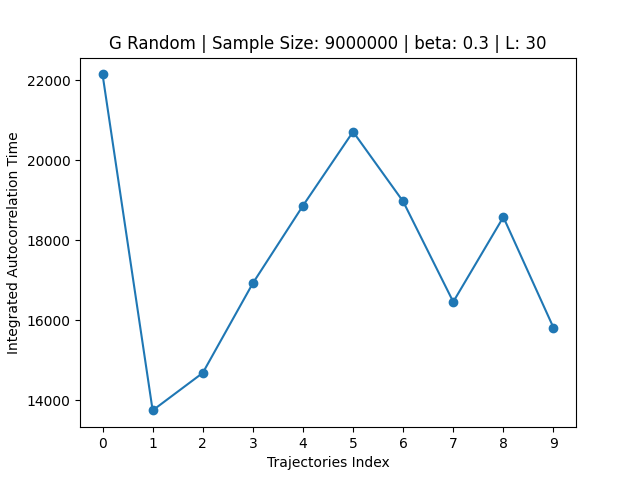 G Random | Sample Size: 9000000 | beta: 0.3 | L: 30
Integrated Autocorrelation Time
22000
20000
18000
16000
14000
0 1 2 3 4 5 6 7 8 9
Trajectories Index